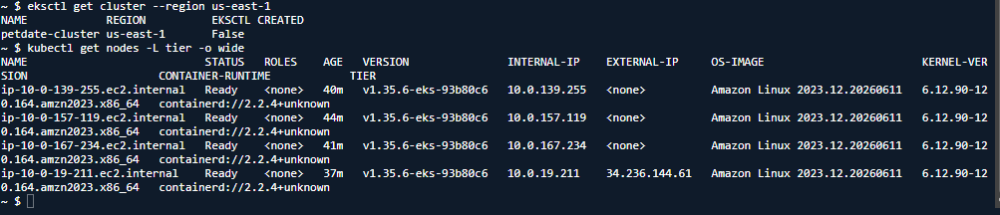 ~ $ eksctl get cluster --region us-east-1
NAME            REGION          EKSCTL CREATED
petdate-cluster us-east-1       False
~ $ kubectl get nodes -L tier -o wide
NAME                          STATUS   ROLES    AGE   VERSION               INTERNAL-IP    EXTERNAL-IP     OS-IMAGE                        KERNEL-VER
SION                    CONTAINER-RUNTIME            TIER
ip-10-0-139-255.ec2.internal   Ready    <none>   40m   v1.35.6-eks-93b80c6   10.0.139.255   <none>          Amazon Linux 2023.12.20260611   6.12.90-12
0.164.amzn2023.x86_64   containerd://2.2.4+unknown
ip-10-0-157-119.ec2.internal   Ready    <none>   44m   v1.35.6-eks-93b80c6   10.0.157.119   <none>          Amazon Linux 2023.12.20260611   6.12.90-12
0.164.amzn2023.x86_64   containerd://2.2.4+unknown
ip-10-0-167-234.ec2.internal   Ready    <none>   41m   v1.35.6-eks-93b80c6   10.0.167.234   <none>          Amazon Linux 2023.12.20260611   6.12.90-12
0.164.amzn2023.x86_64   containerd://2.2.4+unknown
ip-10-0-19-211.ec2.internal    Ready    <none>   37m   v1.35.6-eks-93b80c6   10.0.19.211    34.236.144.61   Amazon Linux 2023.12.20260611   6.12.90-12
0.164.amzn2023.x86_64   containerd://2.2.4+unknown
~ $